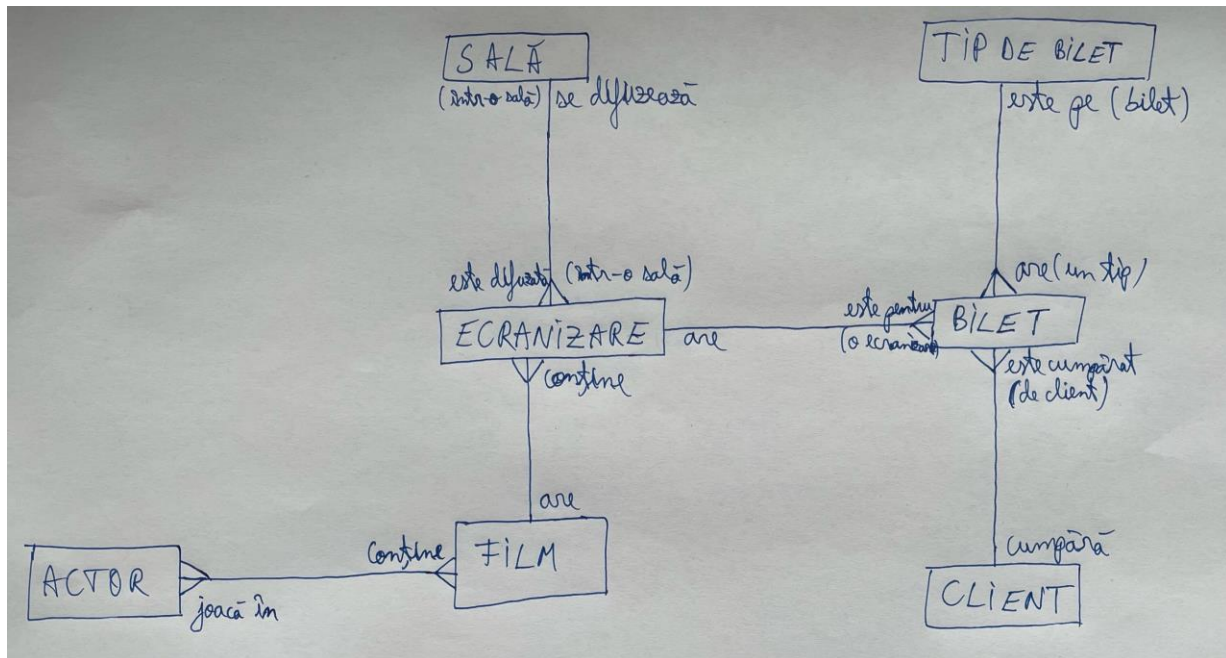 SALĂ
(într-o sală) se difuzează
TIP DE BILET
este pe (bilet)
este difuzată (într-o sală)
ECRANIZARE
are
conține
este pentru
(o ecranizare)
are (un tip)
BILET
este cumpărat
(de client)
are
conține
FILM
ACTOR
joacă în
cumpără
CLIENT